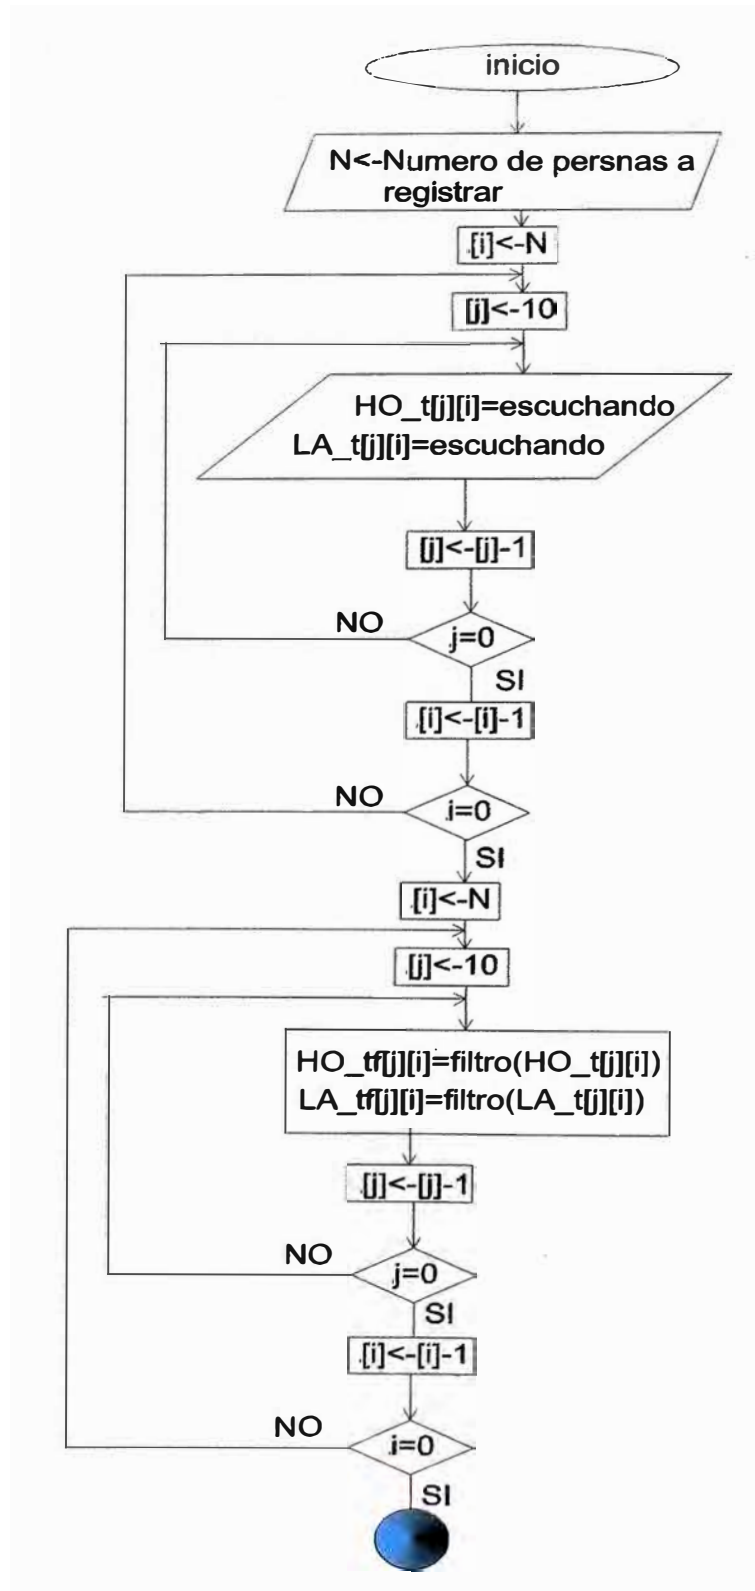 inicio
N<-Numero de persnas a
registrar
.[i]<-N
[j]<-10
HO_t[j][i]=escuchando
LA_t[j][i]=escuchando
[j]<-[j]-1
NO
j=0
SI
.[i]<-[i]-1
NO
i=0
SI
.[i]<-N
.[j]<-10
HO_tf[j][i]=filtro(HO_t[j][i])
LA_tf[j][i]=filtro(LA_t[j][i])
.[j]<-[j]-1
NO
j=0
SI
.[i]<-[i]-1
NO
i=0
SI